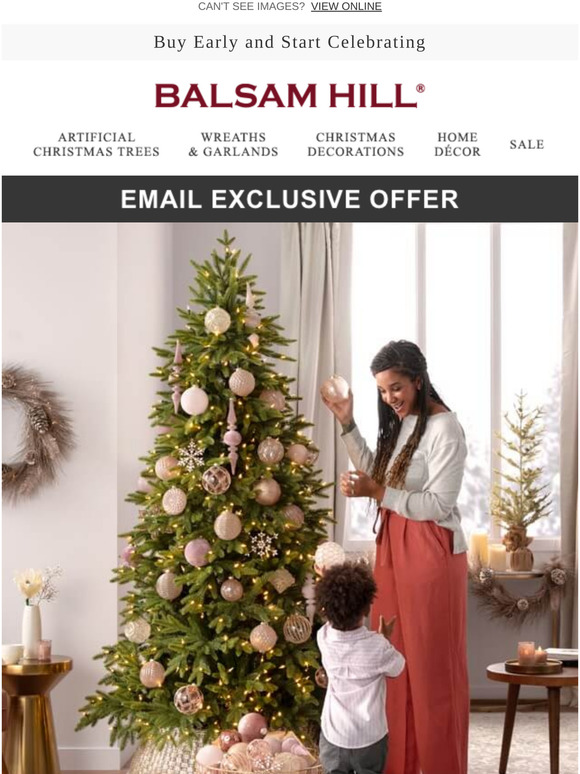 CAN'T SEE IMAGES? VIEW ONLINE
Buy Early and Start Celebrating
BALSAM HILL®
ARTIFICIAL CHRISTMAS TREES
WREATHS & GARLANDS
CHRISTMAS DECORATIONS
HOME DÉCOR
SALE
EMAIL EXCLUSIVE OFFER